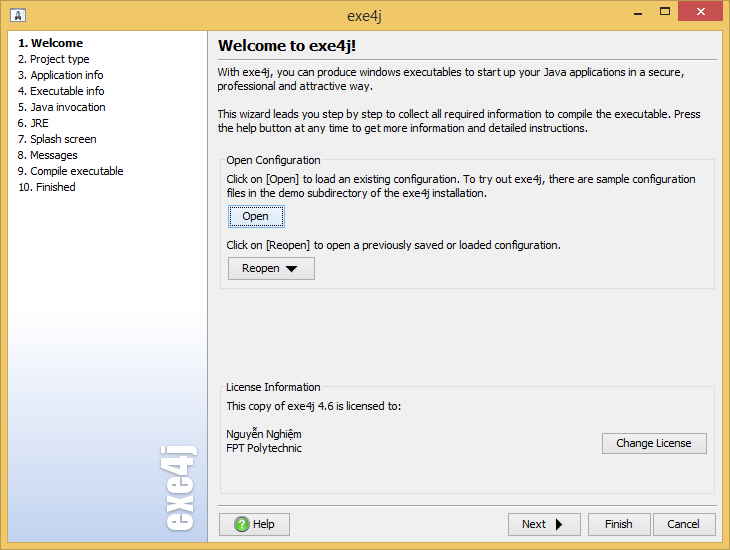 exe4j
1. Welcome
2. Project type
3. Application info
4. Executable info
5. Java invocation
6. JRE
7. Splash screen
8. Messages
9. Compile executable
10. Finished
exe4j
Welcome to exe4j!
With exe4j, you can produce windows executables to start up your Java applications in a secure,
professional and attractive way.
This wizard leads you step by step to collect all required information to compile the executable. Press
the help button at any time to get more information and detailed instructions.
Open Configuration
Click on [Open] to load an existing configuration. To try out exe4j, there are sample configuration
files in the demo subdirectory of the exe4j installation.
Open
Click on [Reopen] to open a previously saved or loaded configuration.
Reopen
License Information
This copy of exe4j 4.6 is licensed to:
Nguyễn Nghiệm
FPT Polytechnic
Change License
Help
Next
Finish
Cancel